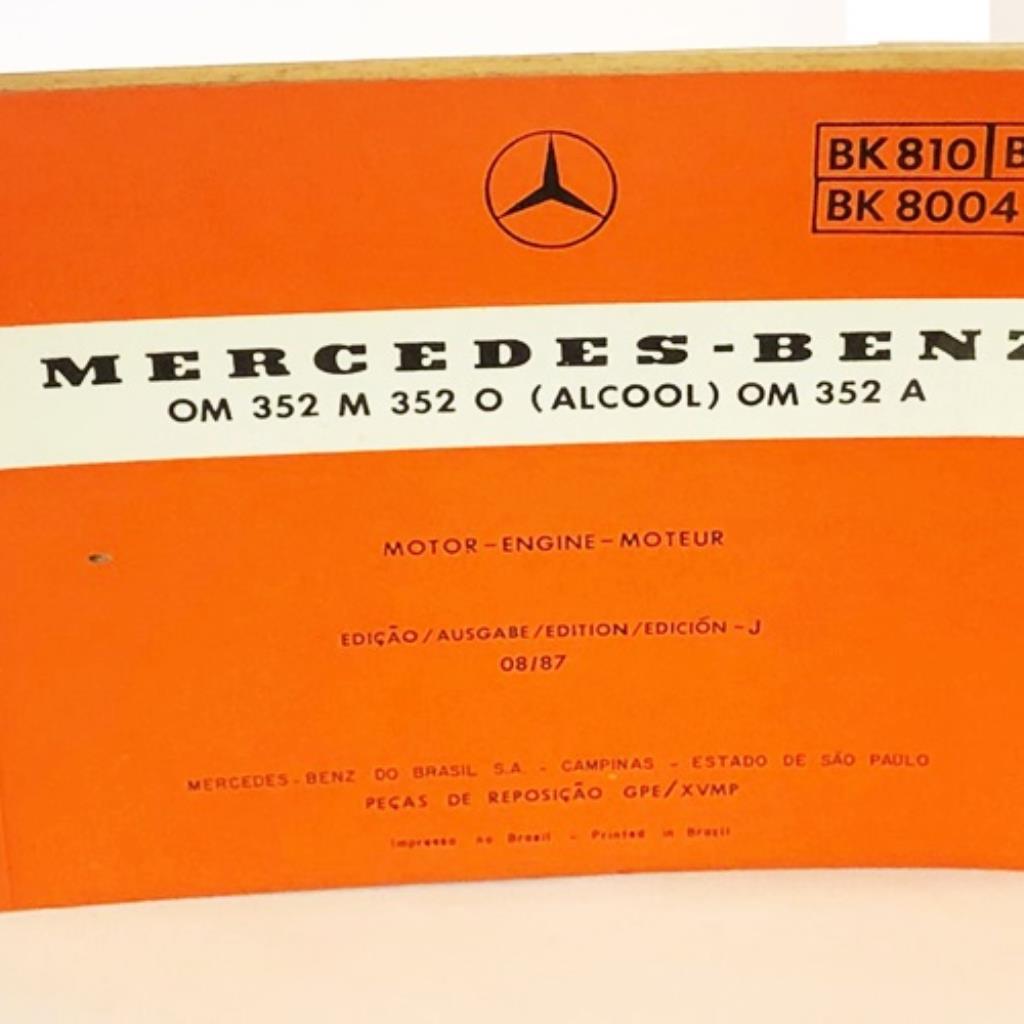 BK 810 B
BK 8004
MERCEDES-BENZ
OM 352 M 352 O (ALCOOL) OM 352 A
MOTOR-ENGINE-MOTEUR
EDIÇÃO/AUSGABE/EDITION/EDICIÓN-J
08/87
MERCEDES-BENZ DO BRASIL S.A. - CAMPINAS - ESTADO DE SÃO PAULO
PEÇAS DE REPOSIÇÃO GPE/XVMP
Impresso no Brasil - Printed in Brazil